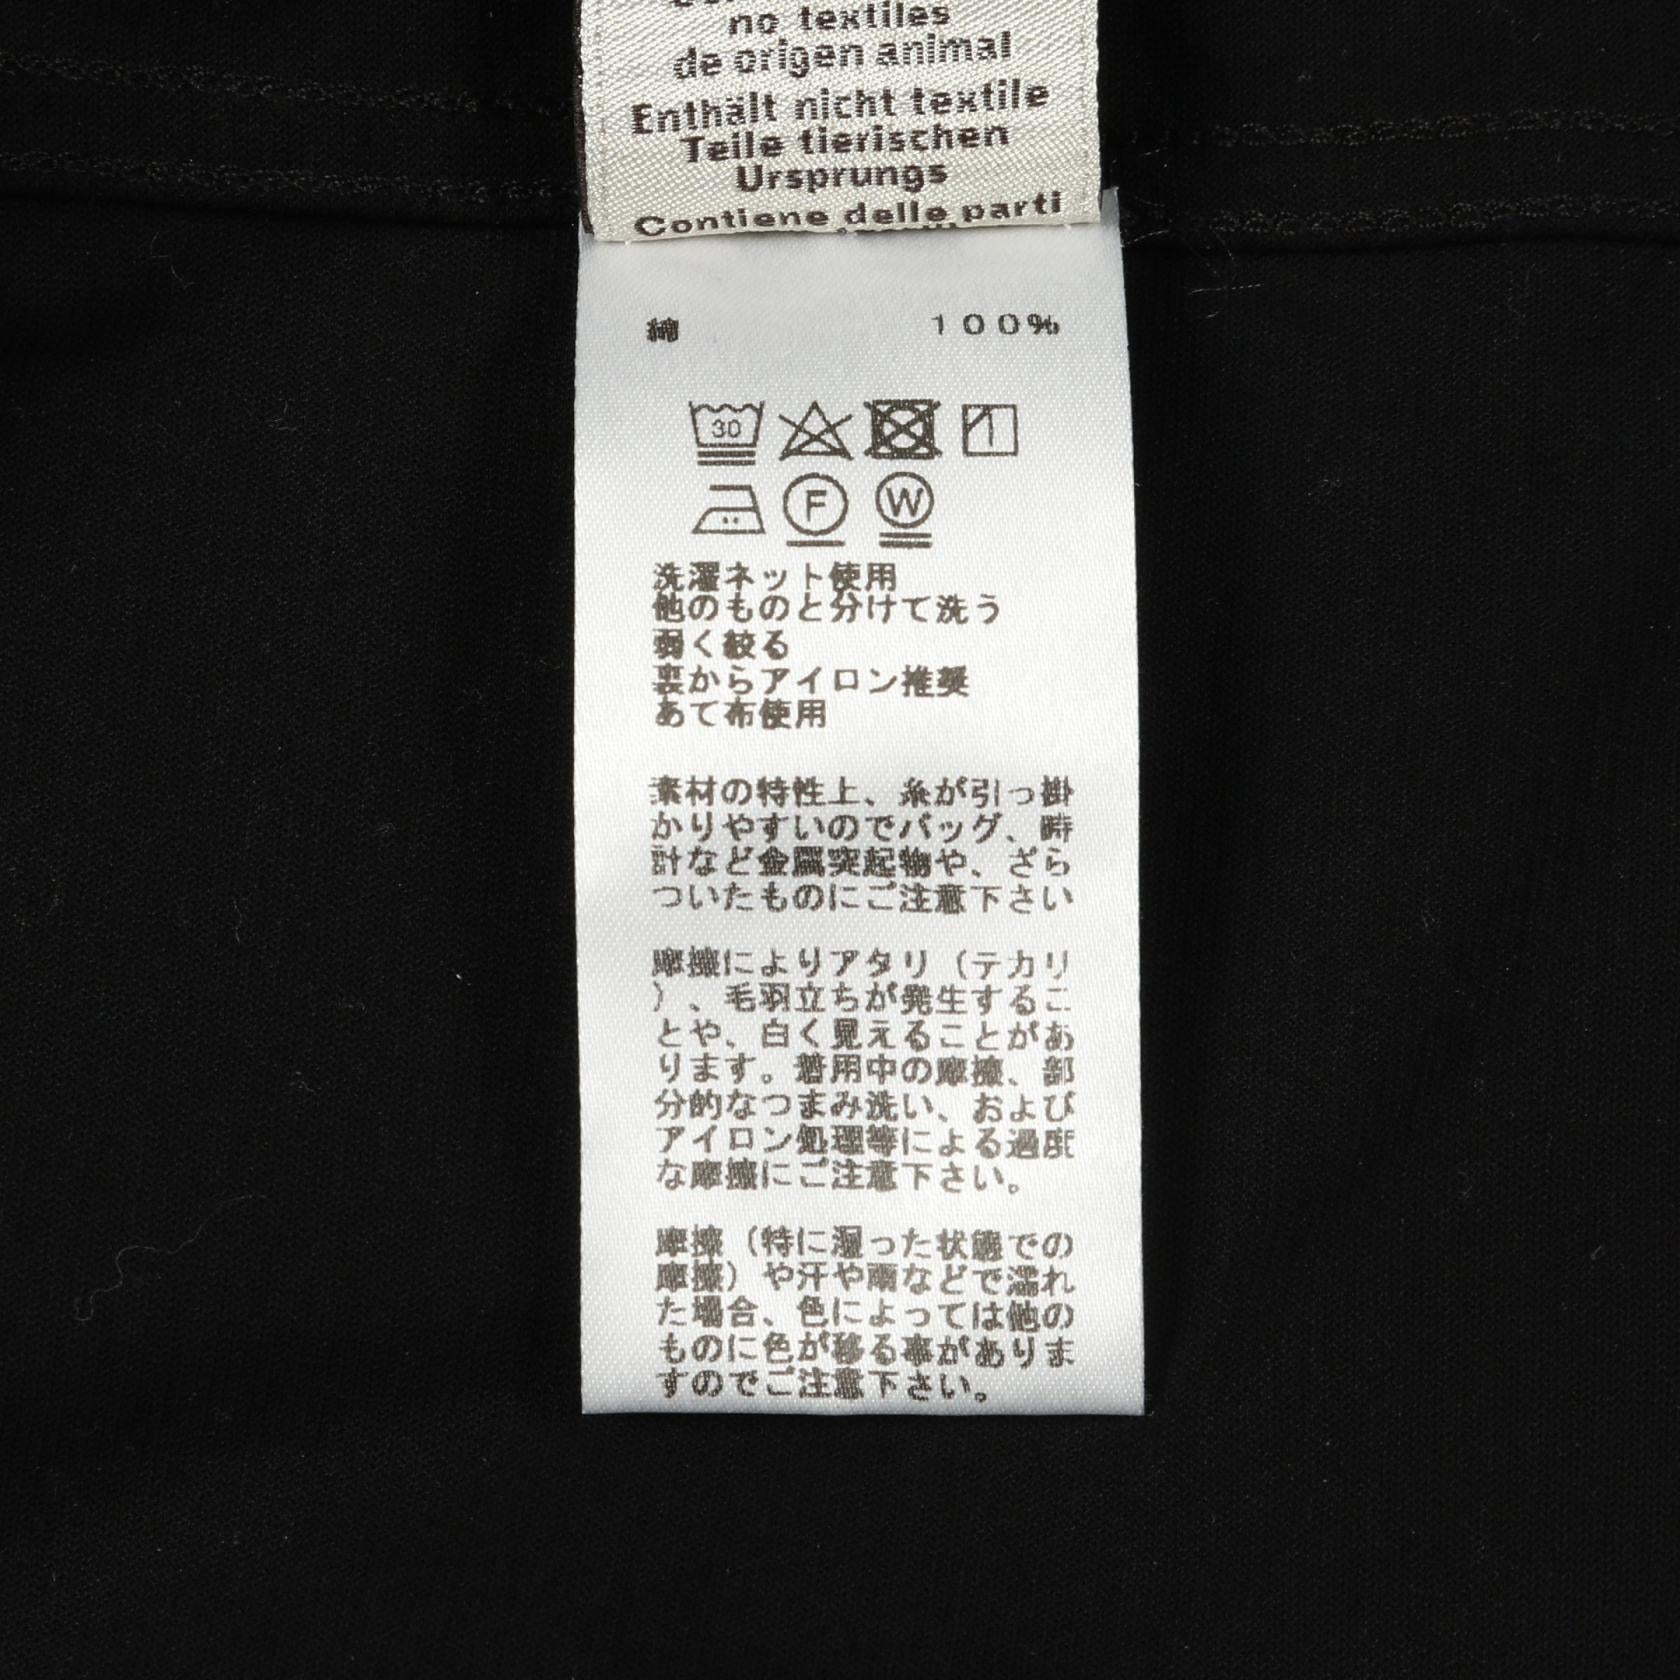 no textiles
de origen animal
Enthält nicht textile
Teile tierischen
Ursprungs
Contiene delle parti
綿 100%
30
F W
洗濯ネット使用
他のものと分けて洗う
弱く絞る
裏からアイロン推奨
あて布使用
素材の特性上、糸が引っ掛
かりやすいのでバッグ、時
計など金属突起物や、ざら
ついたものにご注意下さい
摩擦によりアタリ（テカリ
）、毛羽立ちが発生するこ
とや、白く見えることがあ
ります。着用中の摩擦、部
分的なつまみ洗い、および
アイロン処理等による過度
な摩擦にご注意下さい。
摩擦（特に湿った状態での
摩擦）や汗や雨などで濡れ
た場合、色によっては他の
ものに色が移る事がありま
すのでご注意下さい。